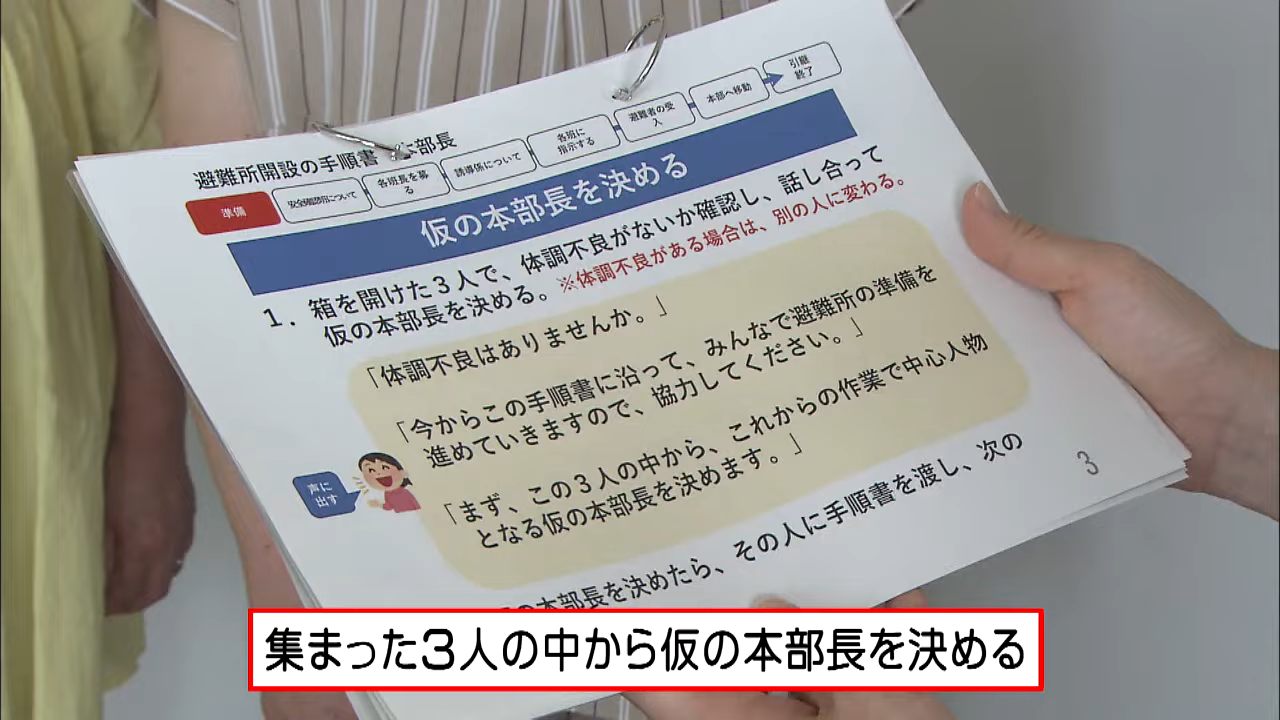 避難所開設の手順書 本部長
準備
安全確認班について
各班長を募
る
誘導係について
各班に
指示する
避難者の受
入
本部へ移動
引継
終了
仮の本部長を決める
1. 箱を開けた3人で、体調不良がないか確認し、話し合って
仮の本部長を決める。※体調不良がある場合は、別の人に変わる。
「体調不良はありませんか。」
「今からこの手順書に沿って、みんなで避難所の準備を
進めていきますので、協力してください。」
「まず、この3人の中から、これからの作業で中心人物
となる仮の本部長を決めます。」
声に
出す
の本部長を決めたら、その人に手順書を渡し、次の
3
集まった3人の中から仮の本部長を決める